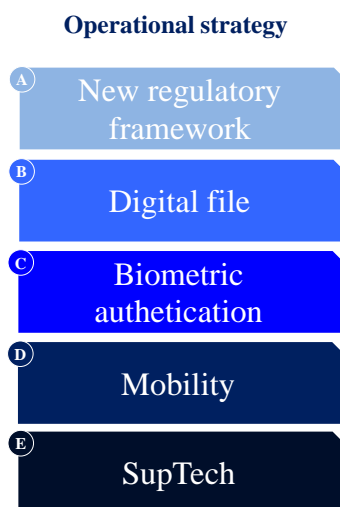 Operational strategy
A
New regulatory
framework
B
Digital file
C
Biometric
authetication
D
Mobility
E
SupTech